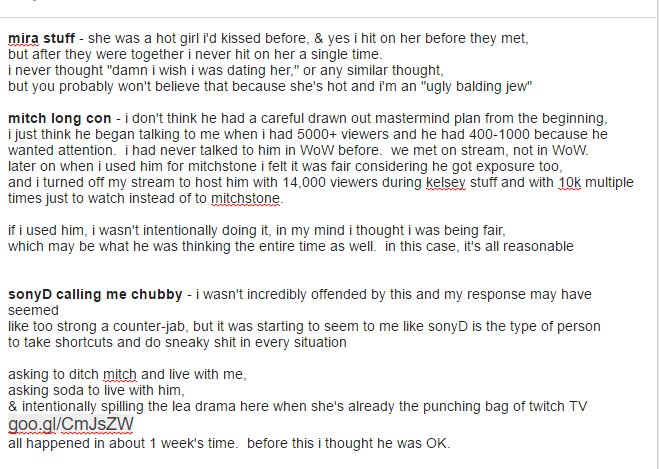 mira stuff - she was a hot girl i'd kissed before, & yes i hit on her before they met,
but after they were together i never hit on her a single time.
i never thought "damn i wish i was dating her," or any similar thought,
but you probably won't believe that because she's hot and i'm an "ugly balding jew"
mitch long con - i don't think he had a careful drawn out mastermind plan from the beginning,
i just think he began talking to me when i had 5000+ viewers and he had 400-1000 because he
wanted attention.  i had never talked to him in WoW before.  we met on stream, not in WoW.
later on when i used him for mitchstone i felt it was fair considering he got exposure too,
and i turned off my stream to host him with 14,000 viewers during kelsey stuff and with 10k multiple
times just to watch instead of to mitchstone.
if i used him, i wasn't intentionally doing it, in my mind i thought i was being fair,
which may be what he was thinking the entire time as well.  in this case, it's all reasonable
sonyD calling me chubby - i wasn't incredibly offended by this and my response may have
seemed
like too strong a counter-jab, but it was starting to seem to me like sonyD is the type of person
to take shortcuts and do sneaky shit in every situation
asking to ditch mitch and live with me,
asking soda to live with him,
& intentionally spilling the lea drama here when she's already the punching bag of twitch TV
goo.gl/CmJsZW
all happened in about 1 week's time.  before this i thought he was OK.